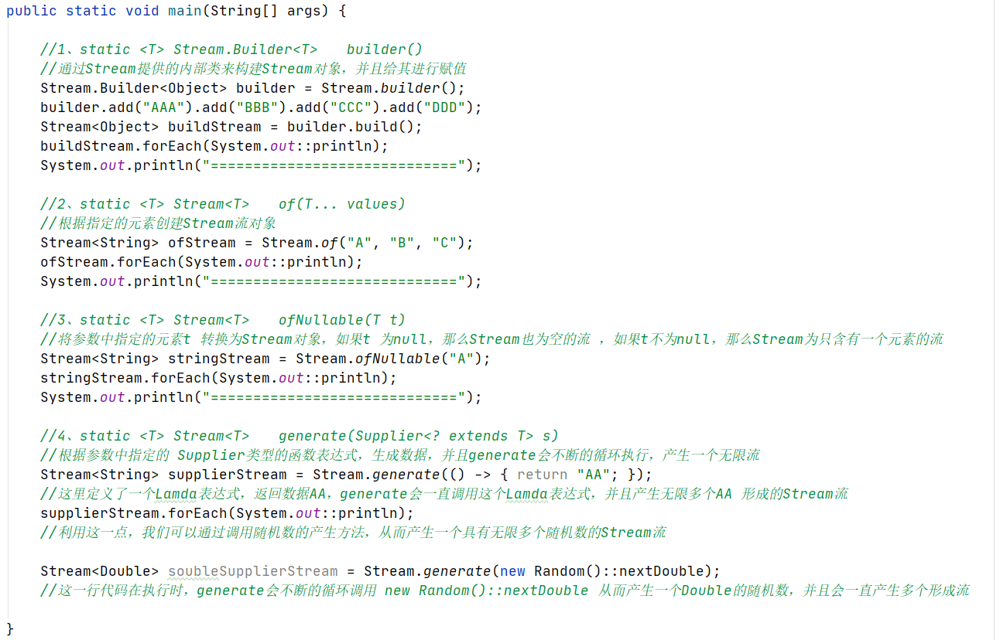 public static void main(String[] args) {
//1、static <T> Stream.Builder<T>    builder()
//通过Stream提供的内部类来构建Stream对象，并且给其进行赋值
Stream.Builder<Object> builder = Stream.builder();
builder.add("AAA").add("BBB").add("CCC").add("DDD");
Stream<Object> buildStream = builder.build();
buildStream.forEach(System.out::println);
System.out.println("=============================");
//2、static <T> Stream<T>    of(T... values)
//根据指定的元素创建Stream流对象
Stream<String> ofStream = Stream.of("A", "B", "C");
ofStream.forEach(System.out::println);
System.out.println("=============================");
//3、static <T> Stream<T>    ofNullable(T t)
//将参数中指定的元素t 转换为Stream对象，如果t 为null，那么Stream也为空的流 ，如果t不为null，那么Stream为只含有一个元素的流
Stream<String> stringStream = Stream.ofNullable("A");
stringStream.forEach(System.out::println);
System.out.println("=============================");
//4、static <T> Stream<T>    generate(Supplier<? extends T> s)
//根据参数中指定的 Supplier类型的函数表达式，生成数据，并且generate会不断的循环执行，产生一个无限流
Stream<String> supplierStream = Stream.generate(() -> { return "AA"; });
//这里定义了一个Lamda表达式，返回数据AA，generate会一直调用这个Lamda表达式，并且产生无限多个AA 形成的Stream流
supplierStream.forEach(System.out::println);
//利用这一点，我们可以通过调用随机数的产生方法，从而产生一个具有无限多个随机数的Stream流
Stream<Double> soubleSupplierStream = Stream.generate(new Random()::nextDouble);
//这一行代码在执行时，generate会不断的循环调用 new Random()::nextDouble 从而产生一个Double的随机数，并且会一直产生多个形成流
}